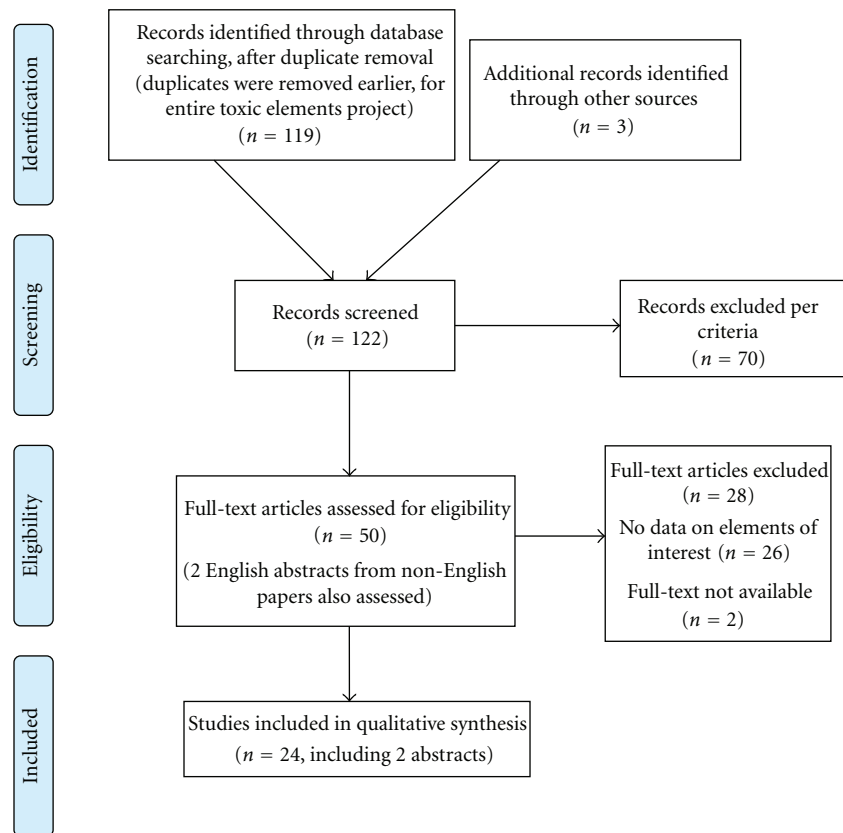 Identification
Records identified through database
searching, after duplicate removal
(duplicates were removed earlier, for
entire toxic elements project)
(n = 119)
Additional records identified
through other sources
(n = 3)
Screening
Records screened
(n = 122)
Records excluded per
criteria
(n = 70)
Eligibility
Full-text articles assessed for eligibility
(n = 50)
(2 English abstracts from non-English
papers also assessed)
Full-text articles excluded
(n = 28)
No data on elements of
interest (n = 26)
Full-text not available
(n = 2)
Included
Studies included in qualitative synthesis
(n = 24, including 2 abstracts)